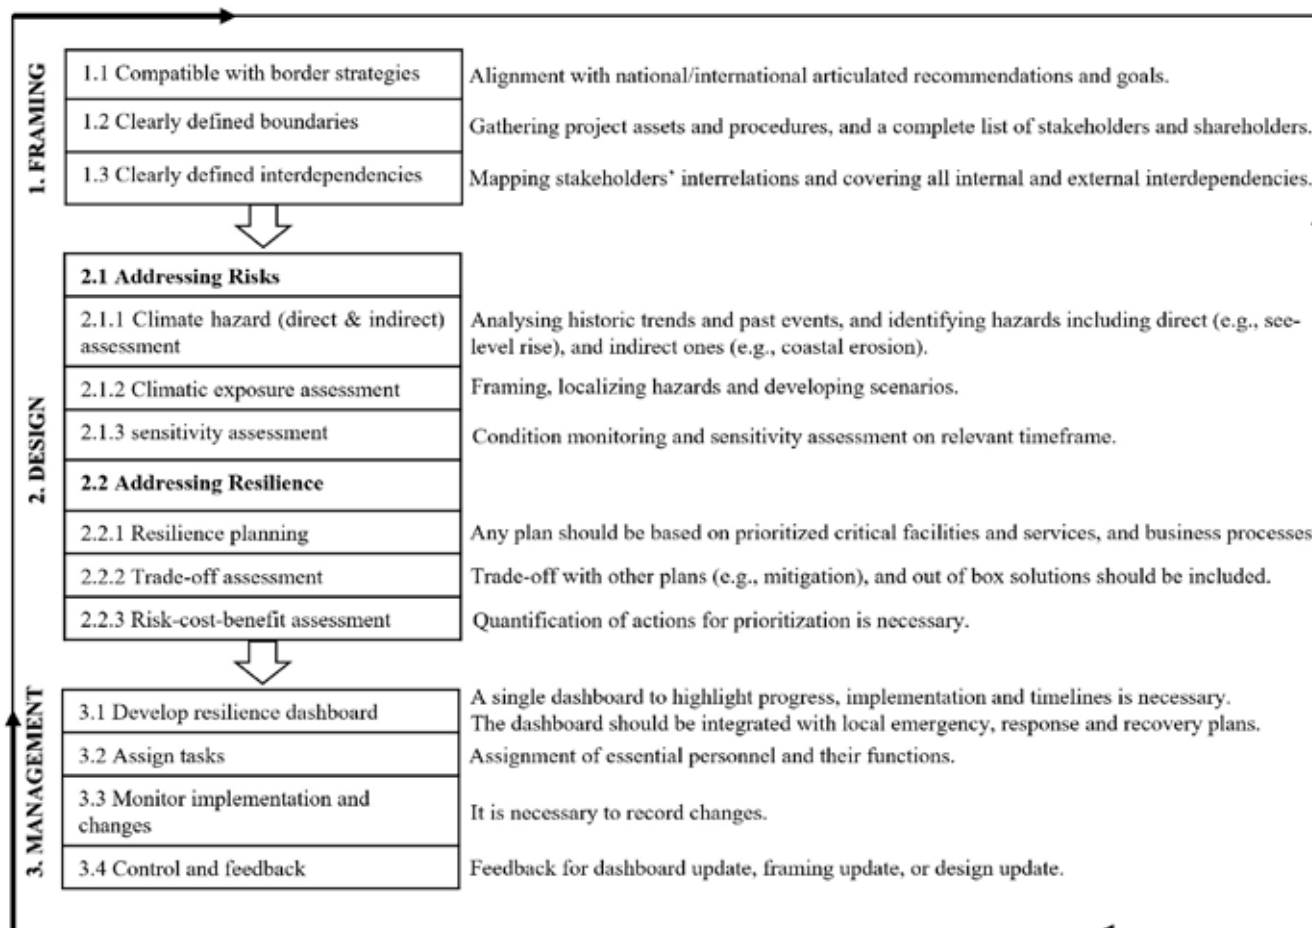 1. FRAMING
1.1 Compatible with border strategies
Alignment with national/international articulated recommendations and goals.
1.2 Clearly defined boundaries
Gathering project assets and procedures, and a complete list of stakeholders and shareholders.
1.3 Clearly defined interdependencies
Mapping stakeholders' interrelations and covering all internal and external interdependencies.
2. DESIGN
2.1 Addressing Risks
2.1.1 Climate hazard (direct & indirect)
assessment
Analysing historic trends and past events, and identifying hazards including direct (e.g., see-
level rise), and indirect ones (e.g., coastal erosion).
2.1.2 Climatic exposure assessment
Framing, localizing hazards and developing scenarios.
2.1.3 sensitivity assessment
Condition monitoring and sensitivity assessment on relevant timeframe.
2.2 Addressing Resilience
2.2.1 Resilience planning
Any plan should be based on prioritized critical facilities and services, and business processes
2.2.2 Trade-off assessment
Trade-off with other plans (e.g., mitigation), and out of box solutions should be included.
2.2.3 Risk-cost-benefit assessment
Quantification of actions for prioritization is necessary.
3. MANAGEMENT
3.1 Develop resilience dashboard
A single dashboard to highlight progress, implementation and timelines is necessary.
The dashboard should be integrated with local emergency, response and recovery plans.
3.2 Assign tasks
Assignment of essential personnel and their functions.
3.3 Monitor implementation and
changes
It is necessary to record changes.
3.4 Control and feedback
Feedback for dashboard update, framing update, or design update.